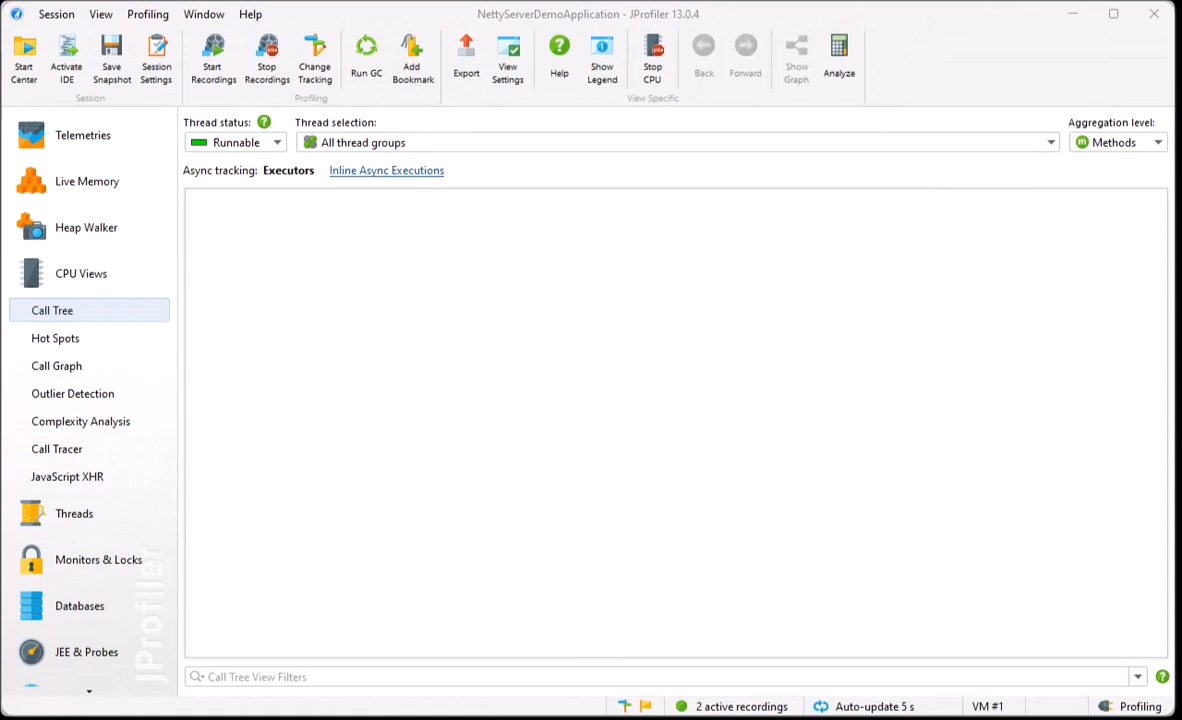 Session View Profiling Window Help
NettyServerDemoApplication - JProfiler 13.0.4
Start Center
Activate IDE
Save Snapshot
Session Settings
Start Recordings
Stop Recordings
Change Tracking
Run GC
Add Bookmark
Export
View Settings
Help
Show Legend
Stop CPU
Back
Forward
Show Graph
Analyze
Session
Profiling
View Specific
Telemetries
Live Memory
Heap Walker
CPU Views
Call Tree
Hot Spots
Call Graph
Outlier Detection
Complexity Analysis
Call Tracer
JavaScript XHR
Threads
Monitors & Locks
Databases
JEE & Probes
JProfiler
Thread status:
Runnable
Thread selection:
All thread groups
Aggregation level:
Methods
Async tracking: Executors Inline Async Executions
Call Tree View Filters
2 active recordings
Auto-update 5 s
VM #1
Profiling